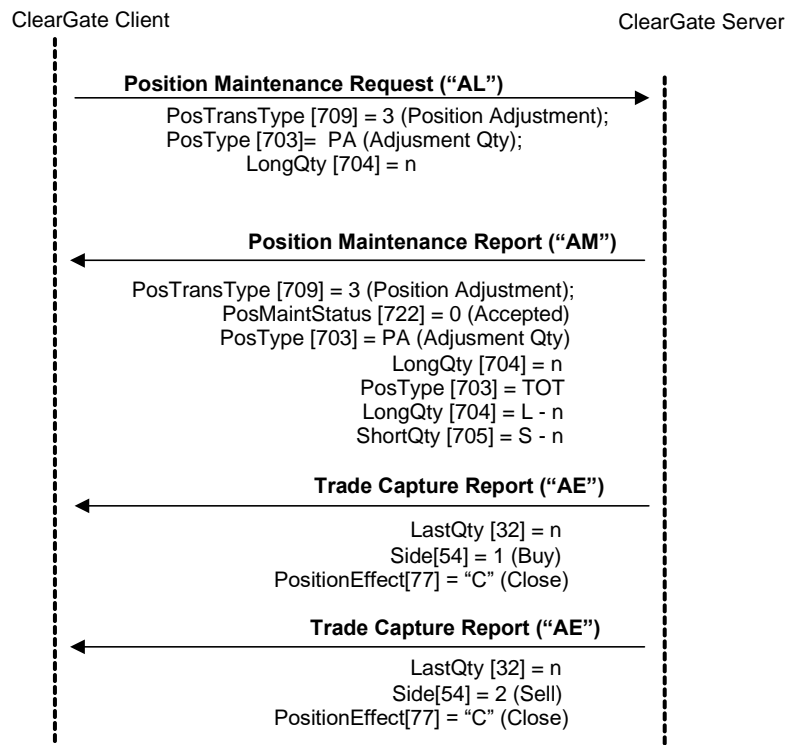 ClearGate Client
ClearGate Server
Position Maintenance Request (“AL”)
PosTransType [709] = 3 (Position Adjustment);
PosType [703]= PA (Adjusment Qty);
LongQty [704] = n
Position Maintenance Report (“AM”)
PosTransType [709] = 3 (Position Adjustment);
PosMaintStatus [722] = 0 (Accepted)
PosType [703] = PA (Adjusment Qty)
LongQty [704] = n
PosType [703] = TOT
LongQty [704] = L - n
ShortQty [705] = S - n
Trade Capture Report (“AE”)
LastQty [32] = n
Side[54] = 1 (Buy)
PositionEffect[77] = “C” (Close)
Trade Capture Report (“AE”)
LastQty [32] = n
Side[54] = 2 (Sell)
PositionEffect[77] = “C” (Close)